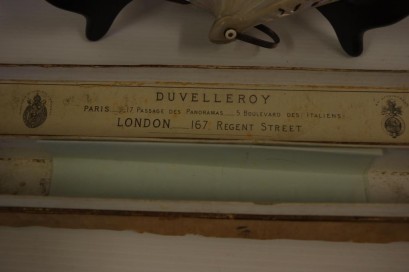 DUVELLEROY
PARIS 17 PASSAGE DES PANORAMAS 5 BOULEVARD DES ITALIENS
LONDON 167 REGENT STREET